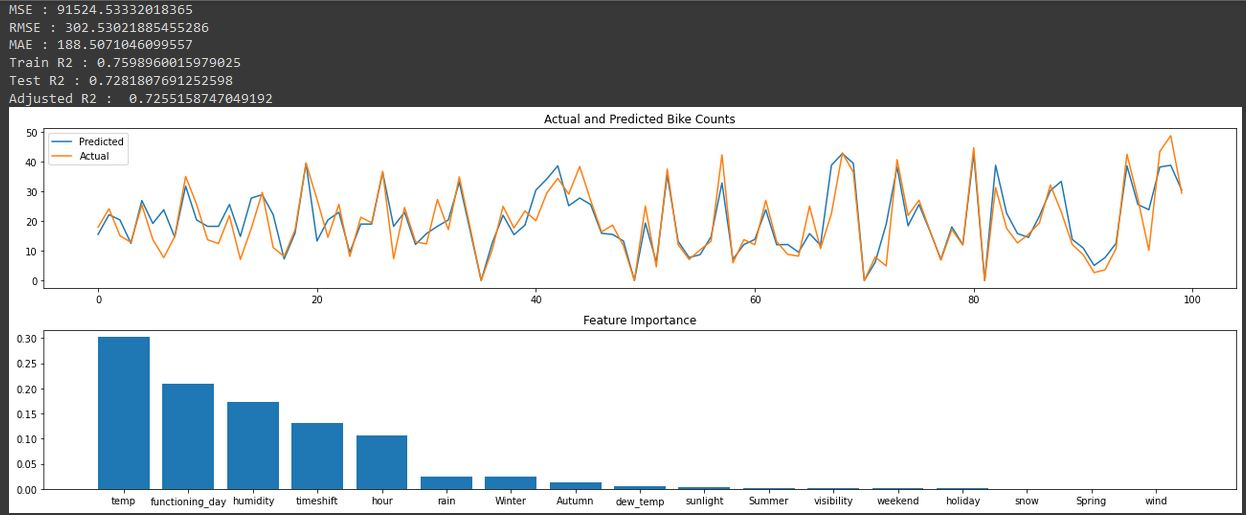 MSE : 91524.53332018365
RMSE : 302.53021885455286
MAE : 188.5071046099557
Train R2 : 0.7598960015979025
Test R2 : 0.7281807691252598
Adjusted R2 :  0.7255158747049192
Actual and Predicted Bike Counts
Predicted
Actual
50
40
30
20
10
0
0 20 40 60 80 100
Feature Importance
0.30
0.25
0.20
0.15
0.10
0.05
0.00
temp functioning_day humidity timeshift hour rain Winter Autumn dew_temp sunlight Summer visibility weekend holiday snow Spring wind